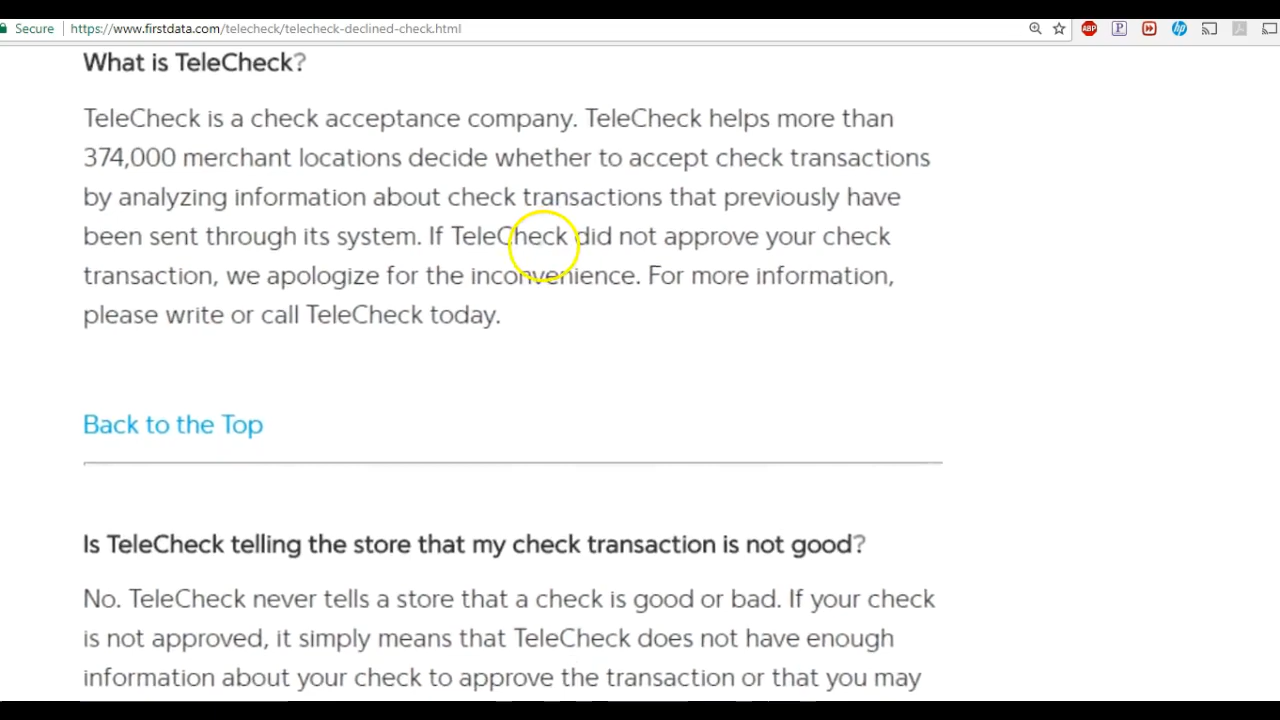 Secure https://www.firstdata.com/telecheck/telecheck-declined-check.html
ABP P hp
What is TeleCheck?
TeleCheck is a check acceptance company. TeleCheck helps more than
374,000 merchant locations decide whether to accept check transactions
by analyzing information about check transactions that previously have
been sent through its system. If TeleCheck did not approve your check
transaction, we apologize for the inconvenience. For more information,
please write or call TeleCheck today.
Back to the Top
Is TeleCheck telling the store that my check transaction is not good?
No. TeleCheck never tells a store that a check is good or bad. If your check
is not approved, it simply means that TeleCheck does not have enough
information about your check to approve the transaction or that you may